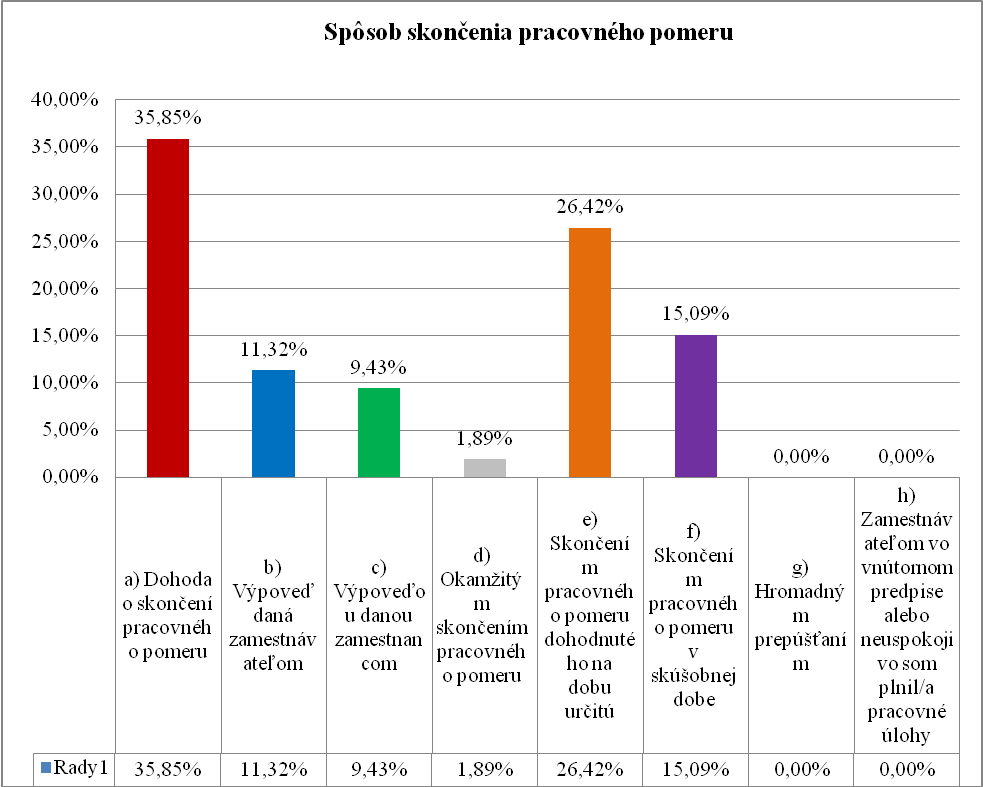 Spôsob skončenia pracovného pomeru
40,00%
35,00%
30,00%
25,00%
20,00%
15,00%
10,00%
5,00%
0,00%
35,85%
11,32%
9,43%
1,89%
26,42%
15,09%
0,00%
0,00%
a) Dohoda
o skončení
pracovnéh
o pomeru
b)
Výpoveď
daná
zamestnáv
ateľom
c)
Výpoveďo
u danou
zamestnan
com
d)
Okamžitý
m
skončením
pracovnéh
o pomeru
e)
Skončení
m
pracovnéh
o pomeru
dohodnuté
ho na
dobu
určitú
f)
Skončení
m
pracovnéh
o pomeru
v
skúšobnej
dobe
g)
Hromadný
m
prepúšťaní
m
h)
Zamestnáv
ateľom vo
vnútornom
predpise
alebo
neuspokoji
vo som
plnil/a
pracovné
úlohy
Rady1 35,85% 11,32% 9,43% 1,89% 26,42% 15,09% 0,00% 0,00%